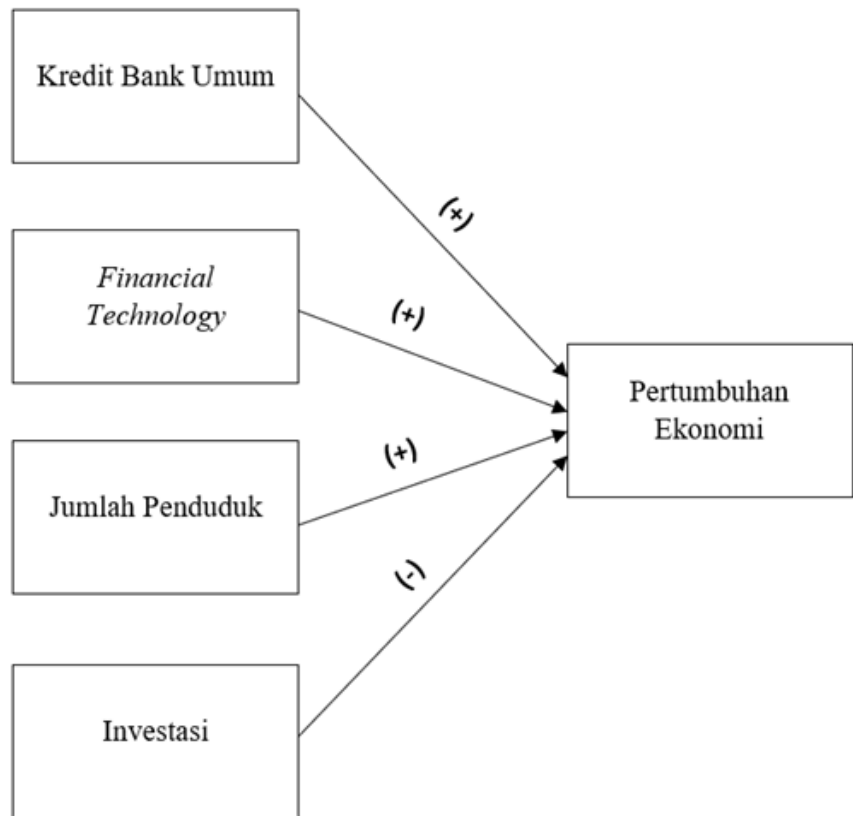 Kredit Bank Umum
(+)
Financial
Technology
(+)
Pertumbuhan
Ekonomi
Jumlah Penduduk
(+)
(-)
Investasi